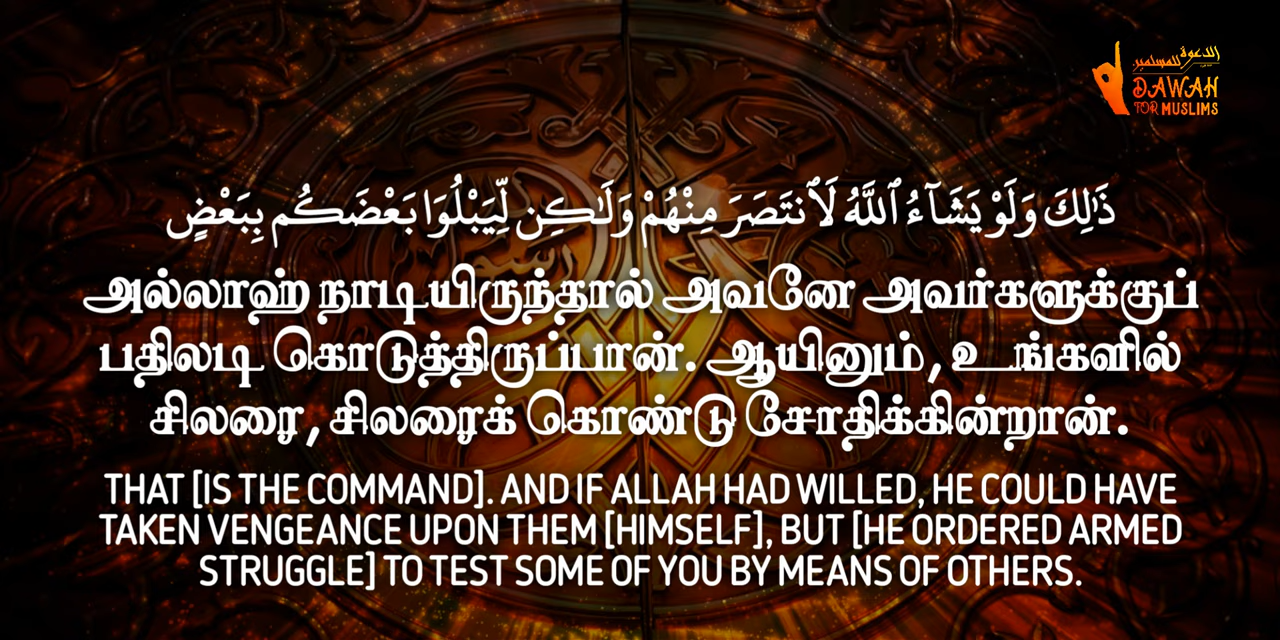 الدعوة للمسلمين
DAWAH
FOR MUSLIMS
ذَٰلِكَ وَلَوْ يَشَآءُ ٱللَّهُ لَٱنتَصَرَ مِنْهُمْ وَلَٰكِن لِّيَبْلُوَا۟ بَعْضَكُم بِبَعْضٍ
அல்லாஹ் நாடியிருந்தால் அவனே அவர்களுக்குப்
பதிலடி கொடுத்திருப்பான். ஆயினும், உங்களில்
சிலரை, சிலரைக் கொண்டு சோதிக்கின்றான்.
THAT [IS THE COMMAND]. AND IF ALLAH HAD WILLED, HE COULD HAVE
TAKEN VENGEANCE UPON THEM [HIMSELF], BUT [HE ORDERED ARMED
STRUGGLE] TO TEST SOME OF YOU BY MEANS OF OTHERS.